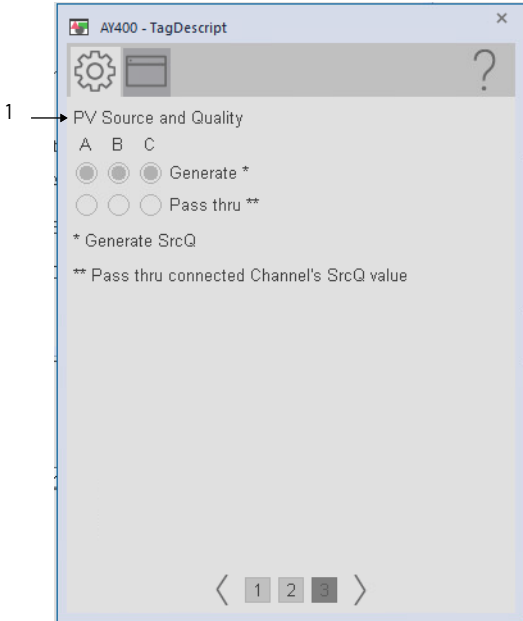 AY400 - TagDescript
1
PV Source and Quality
A B C
Generate *
Pass thru **
* Generate SrcQ
** Pass thru connected Channel's SrcQ value
1 2 3